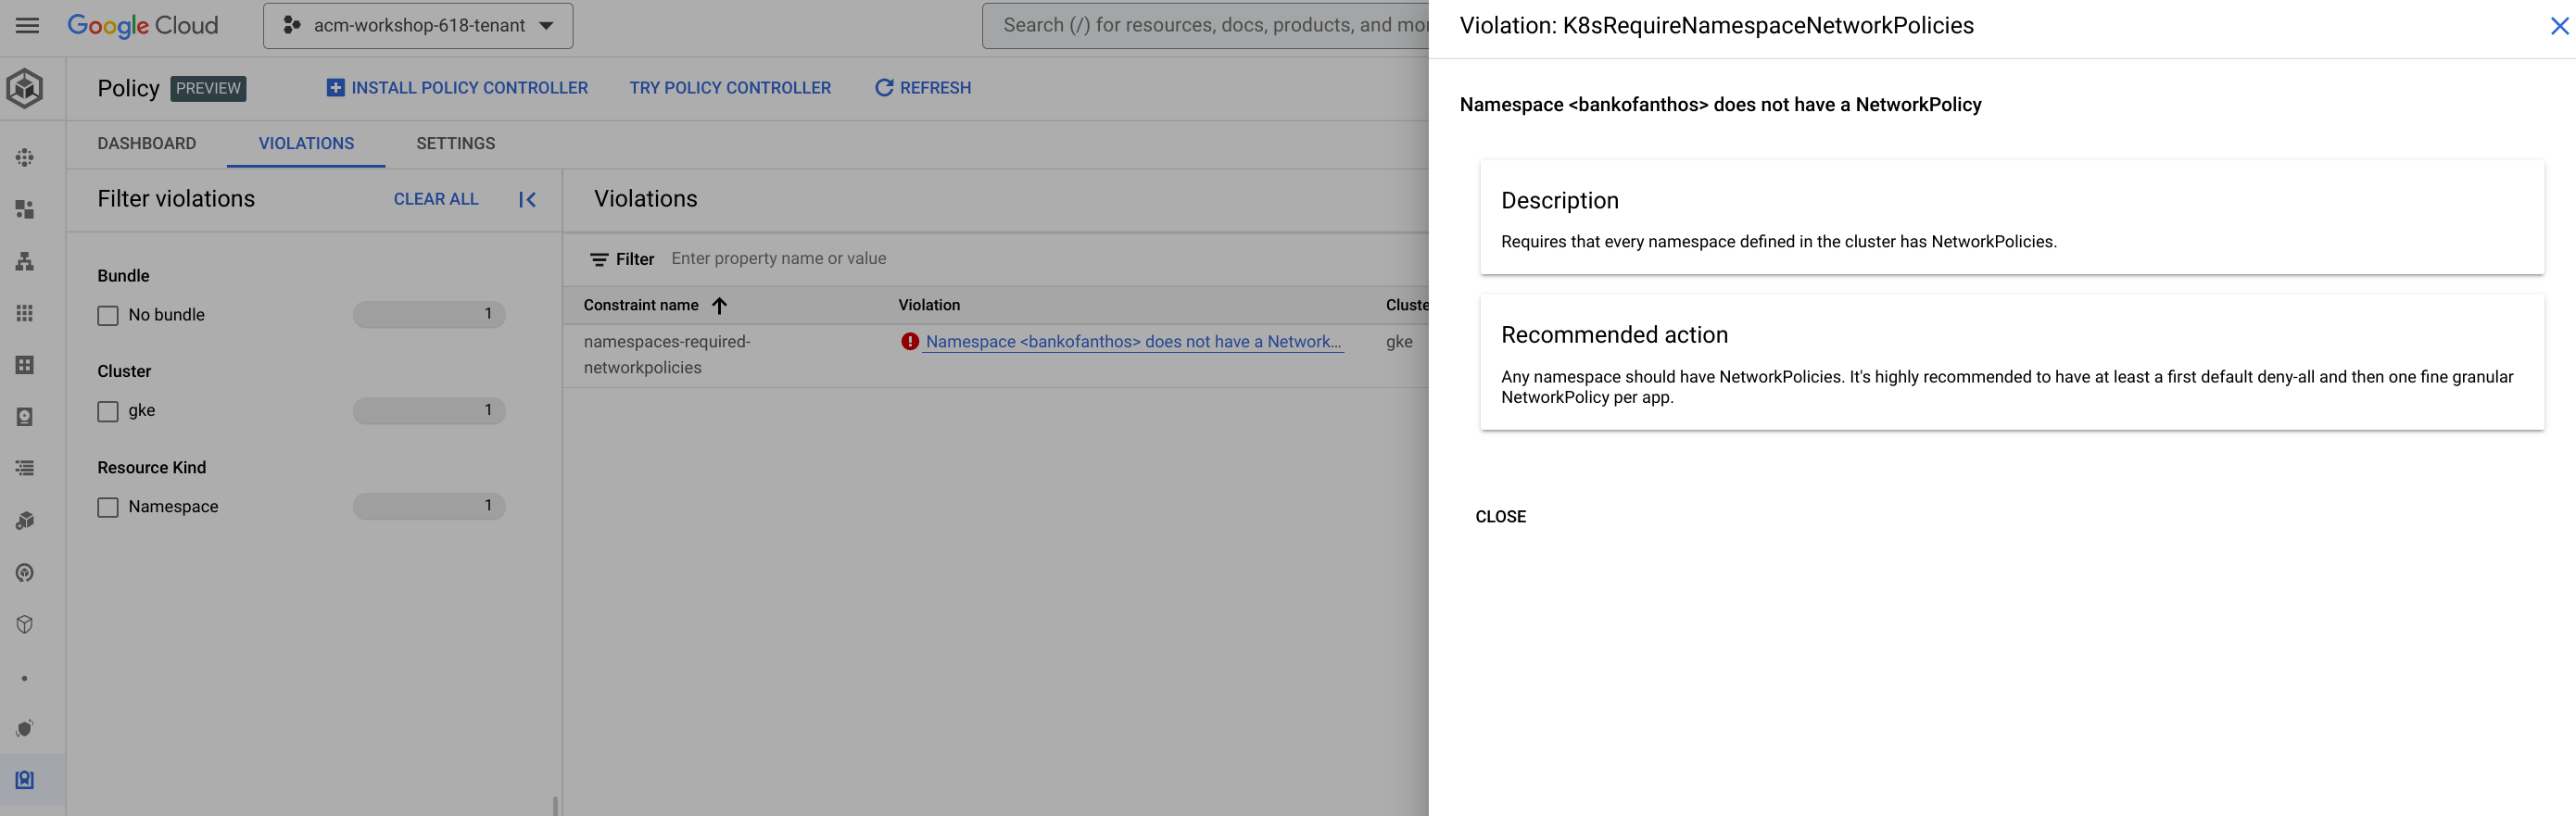 Google Cloud
acm-workshop-618-tenant
Search (/) for resources, docs, products, and mo
Policy
PREVIEW
INSTALL POLICY CONTROLLER
TRY POLICY CONTROLLER
REFRESH
DASHBOARD
VIOLATIONS
SETTINGS
Filter violations
CLEAR ALL
Bundle
No bundle
1
Cluster
gke
1
Resource Kind
Namespace
1
Violations
Filter
Enter property name or value
Constraint name
Violation
Cluste
namespaces-required-
networkpolicies
Namespace <bankofanthos> does not have a Network...
gke
Violation: K8sRequireNamespaceNetworkPolicies
Namespace <bankofanthos> does not have a NetworkPolicy
Description
Requires that every namespace defined in the cluster has NetworkPolicies.
Recommended action
Any namespace should have NetworkPolicies. It's highly recommended to have at least a first default deny-all and then one fine granular
NetworkPolicy per app.
CLOSE